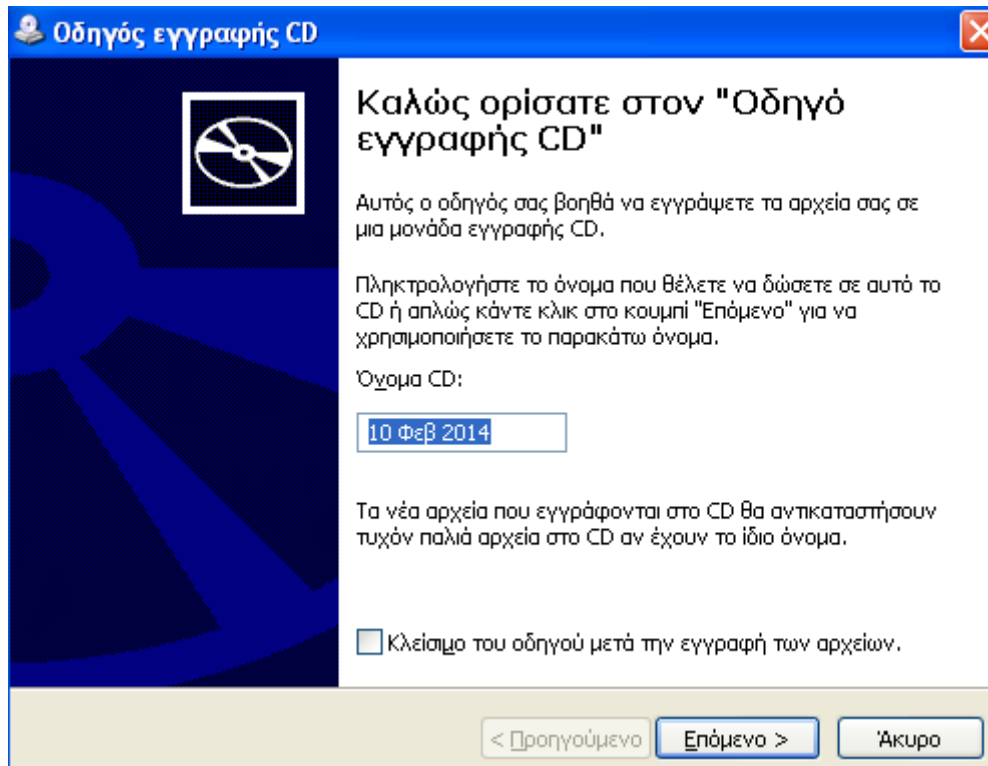 Οδηγός εγγραφής CD
Καλώς ορίσατε στον "Οδηγό
εγγραφής CD"
Αυτός ο οδηγός σας βοηθά να εγγράψετε τα αρχεία σας σε
μια μονάδα εγγραφής CD.
Πληκτρολογήστε το όνομα που θέλετε να δώσετε σε αυτό το
CD ή απλώς κάντε κλικ στο κουμπί "Επόμενο" για να
χρησιμοποιήσετε το παρακάτω όνομα.
Όνομα CD:
10 Φεβ 2014
Τα νέα αρχεία που εγγράφονται στο CD θα αντικαταστήσουν
τυχόν παλιά αρχεία στο CD αν έχουν το ίδιο όνομα.
Κλείσιμο του οδηγού μετά την εγγραφή των αρχείων.
< Προηγούμενο Επόμενο > Άκυρο